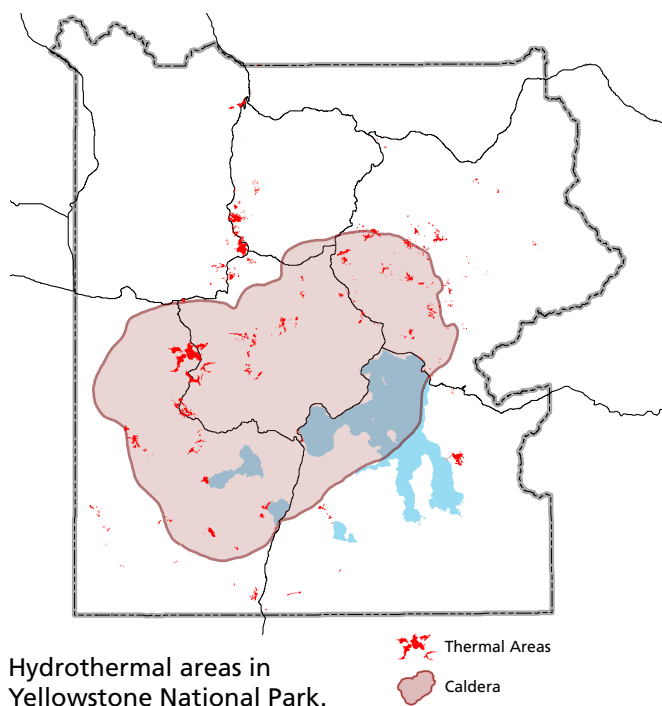 Hydrothermal areas in
Yellowstone National Park.
Thermal Areas
Caldera